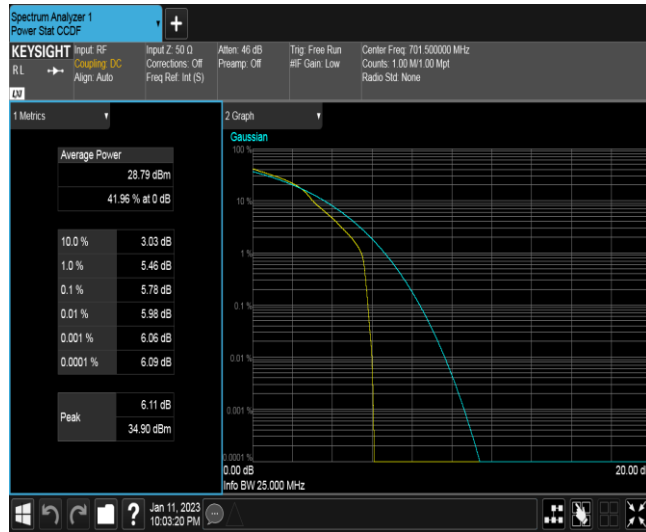 Spectrum Analyzer 1
Power Stat CCDF
KEYSIGHT
RL
LXI
Input: RF
Coupling: DC
Align: Auto
Input Z: 50 Ω
Corrections: Off
Freq Ref: Int (S)
Atten: 46 dB
Preamp: Off
Trig: Free Run
#IF Gain: Low
Center Freq: 701.500000 MHz
Counts: 1.00 M/1.00 Mpt
Radio Std: None
1 Metrics
Average Power
28.79 dBm
41.96 % at 0 dB
10.0 % 3.03 dB
1.0 % 5.46 dB
0.1 % 5.78 dB
0.01 % 5.98 dB
0.001 % 6.06 dB
0.0001 % 6.09 dB
Peak
6.11 dB
34.90 dBm
2 Graph
Gaussian
100 %
10 %
1 %
0.1 %
0.01 %
0.001 %
0.0001 %
0.00 dB
20.00 d
Info BW 25.000 MHz
?
Jan 11, 2023
10:03:20 PM